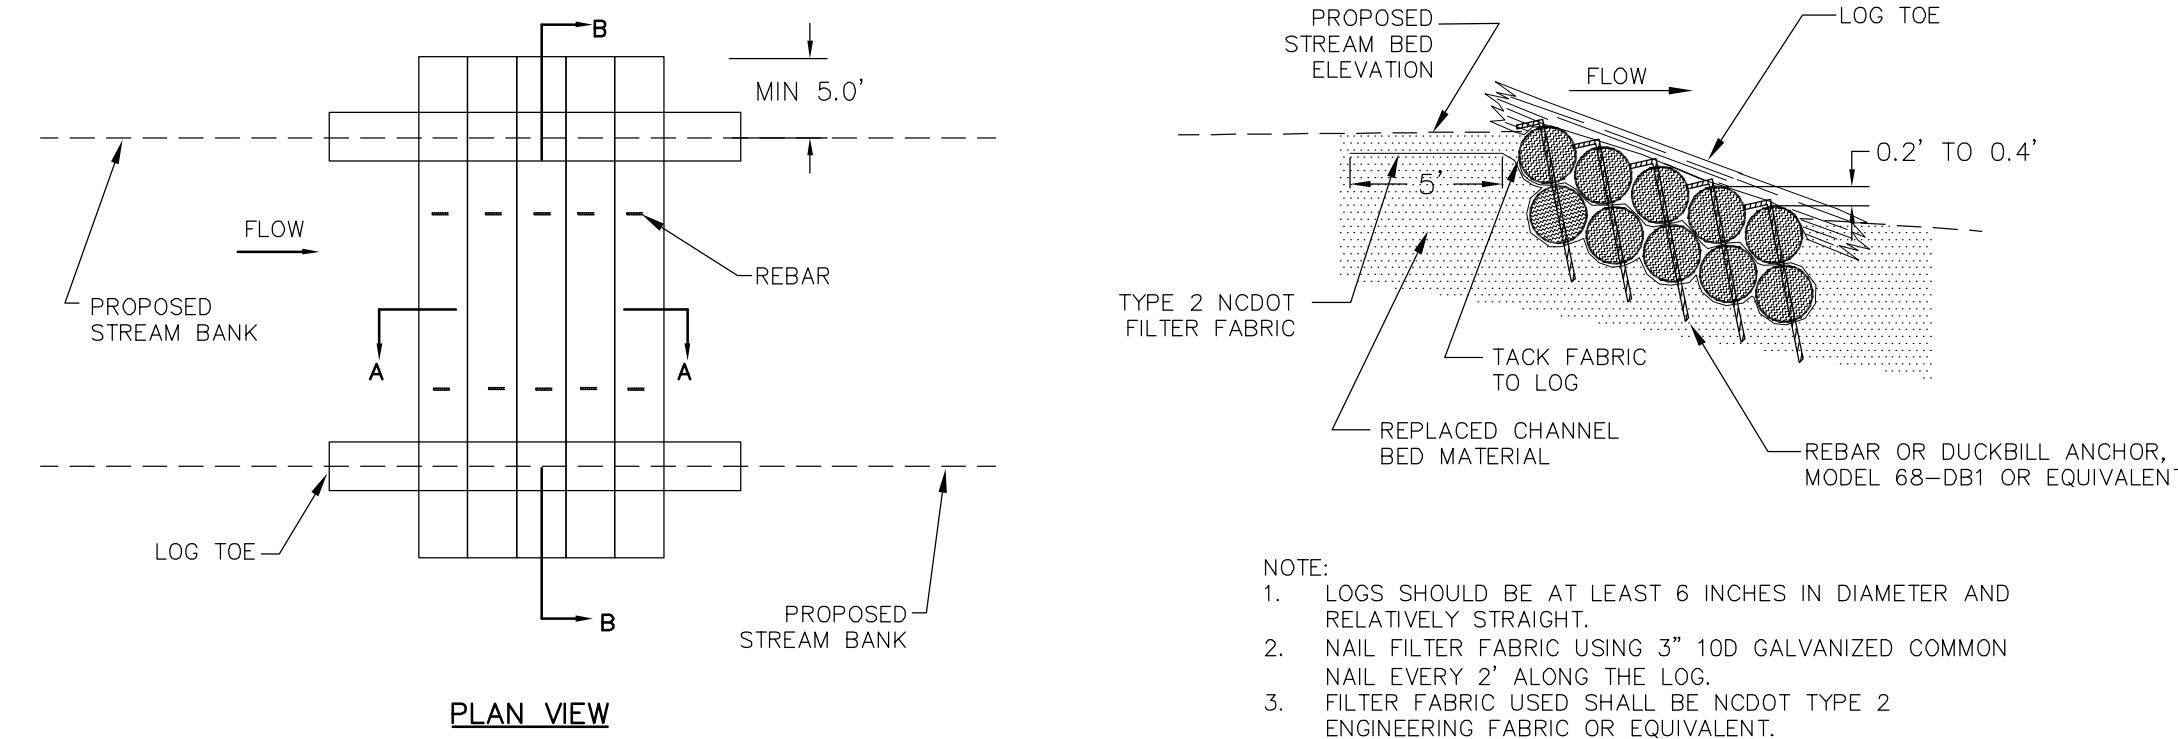 B
MIN 5.0'
FLOW
REBAR
PROPOSED
STREAM BANK
A
A
LOG TOE
B
PROPOSED
STREAM BANK
PLAN VIEW
PROPOSED
STREAM BED
ELEVATION
LOG TOE
FLOW
0.2' TO 0.4'
5'
TYPE 2 NCDOT
FILTER FABRIC
TACK FABRIC
TO LOG
REPLACED CHANNEL
BED MATERIAL
REBAR OR DUCKBILL ANCHOR,
MODEL 68-DB1 OR EQUIVALENT
NOTE:
1. LOGS SHOULD BE AT LEAST 6 INCHES IN DIAMETER AND
RELATIVELY STRAIGHT.
2. NAIL FILTER FABRIC USING 3" 10D GALVANIZED COMMON
NAIL EVERY 2' ALONG THE LOG.
3. FILTER FABRIC USED SHALL BE NCDOT TYPE 2
ENGINEERING FABRIC OR EQUIVALENT.